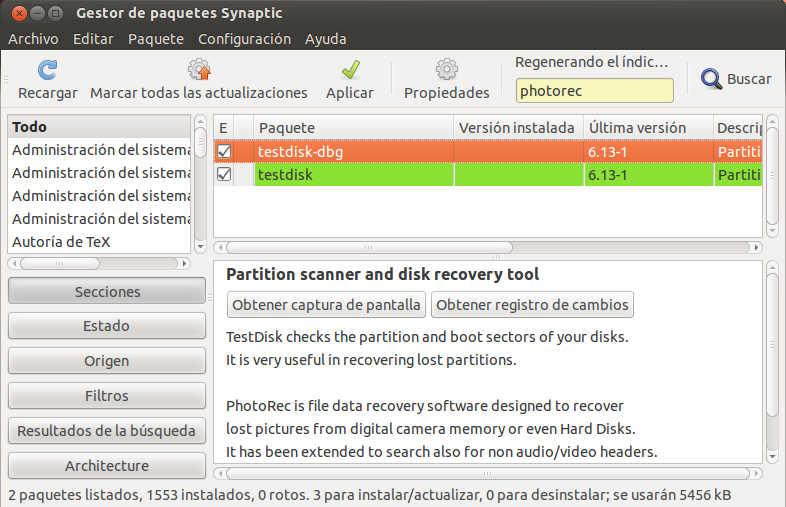 Gestor de paquetes Synaptic
Archivo Editar Paquete Configuración Ayuda
Recargar Marcar todas las actualizaciones Aplicar Propiedades
Regenerando el índic...
photorec
Buscar
Todo
Administración del sistema
Administración del sistema
Administración del sistema
Administración del sistema
Autoría de TeX
E Paquete Versión instalada Última versión Descrip
testdisk-dbg 6.13-1 Partiti
testdisk 6.13-1 Partiti
Secciones
Estado
Origen
Filtros
Resultados de la búsqueda
Architecture
Partition scanner and disk recovery tool
Obtener captura de pantalla Obtener registro de cambios
TestDisk checks the partition and boot sectors of your disks.
It is very useful in recovering lost partitions.
PhotoRec is file data recovery software designed to recover
lost pictures from digital camera memory or even Hard Disks.
It has been extended to search also for non audio/video headers.
2 paquetes listados, 1553 instalados, 0 rotos. 3 para instalar/actualizar, 0 para desinstalar; se usarán 5456 kB